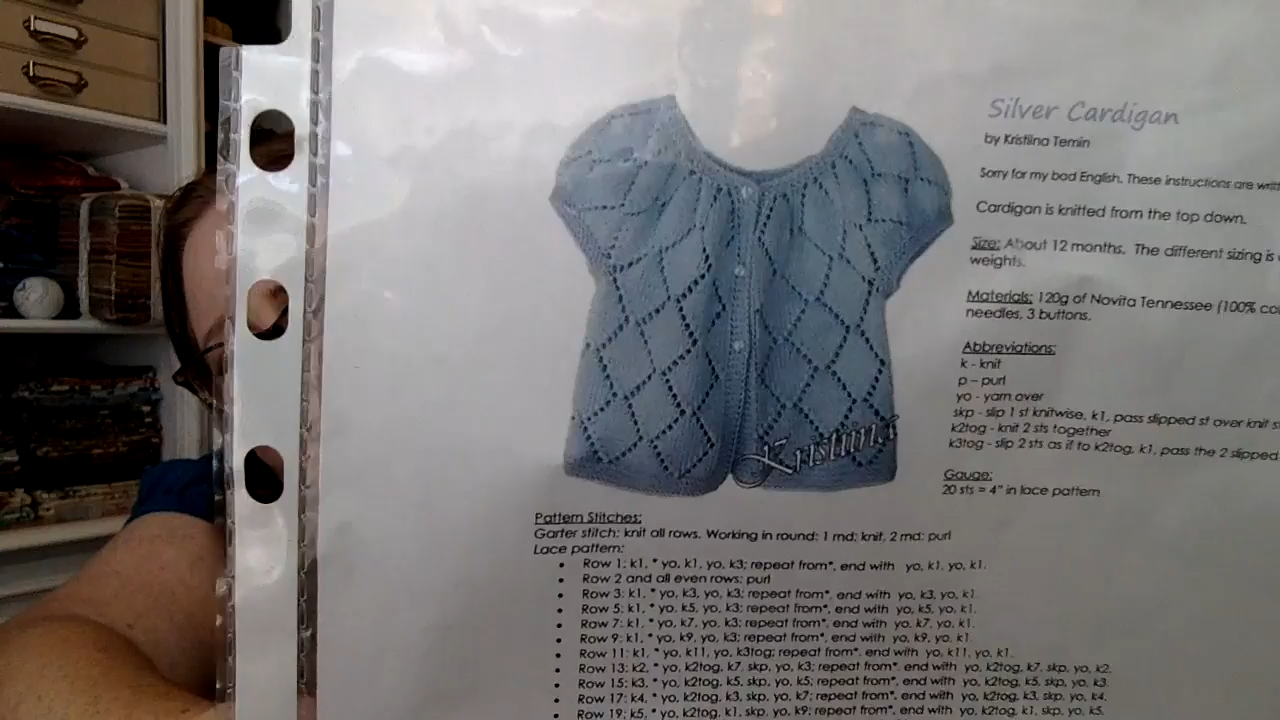 Silver Cardigan
by Kristiina Temin
Sorry for my bad English. These instructions are
Cardigan is knitted from the top down.
Size: About 12 months. The different sizing is
weights.
Materials: 120g of Novita Tennessee (100%
needles, 3 buttons.
Abbreviations:
k - knit
p – purl
yo - yarn over
skp - slip 1 st knitwise, k1, pass slipped st over knit
k2tog - knit 2 sts together
k3tog - slip 2 sts as if to k2tog, k1, pass the 2 slipped
Gauge:
20 sts = 4" in lace pattern
Kristiina
Pattern Stitches:
Garter stitch: knit all rows. Working in round: 1 rnd: knit, 2 rnd: purl
Lace pattern:
• Row 1: k1, * yo, k1, yo, k3; repeat from*, end with yo, k1, yo, k1.
• Row 2 and all even rows: purl
• Row 3: k1, * yo, k3, yo, k3; repeat from*, end with yo, k3, yo, k1.
• Row 5: k1, * yo, k5, yo, k3; repeat from*, end with yo, k5, yo, k1.
• Row 7: k1, * yo, k7, yo, k3; repeat from*, end with yo, k7, yo, k1.
• Row 9: k1, * yo, k9, yo, k3; repeat from*, end with yo, k9, yo, k1.
• Row 11: k1, * yo, k11, yo, k3tog; repeat from*, end with yo, k11, yo, k1.
• Row 13: k2, * yo, k2tog, k7, skp, yo, k3; repeat from*, end with yo, k2tog, k7, skp, yo, k2.
• Row 15: k3, * yo, k2tog, k5, skp, yo, k5; repeat from*, end with yo, k2tog, k5, skp, yo, k3.
• Row 17: k4, * yo, k2tog, k3, skp, yo, k7; repeat from*, end with yo, k2tog, k3, skp, yo, k4.
• Row 19: k5, * yo, k2tog, k1, skp, yo, k9; repeat from*, end with yo, k2tog, k1, skp, yo, k5.